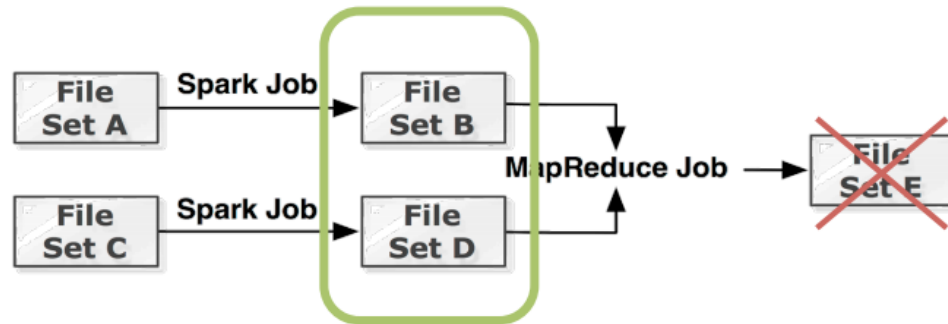 File
Set A
Spark Job
File
Set B
MapReduce Job
File
Set E
File
Set C
Spark Job
File
Set D